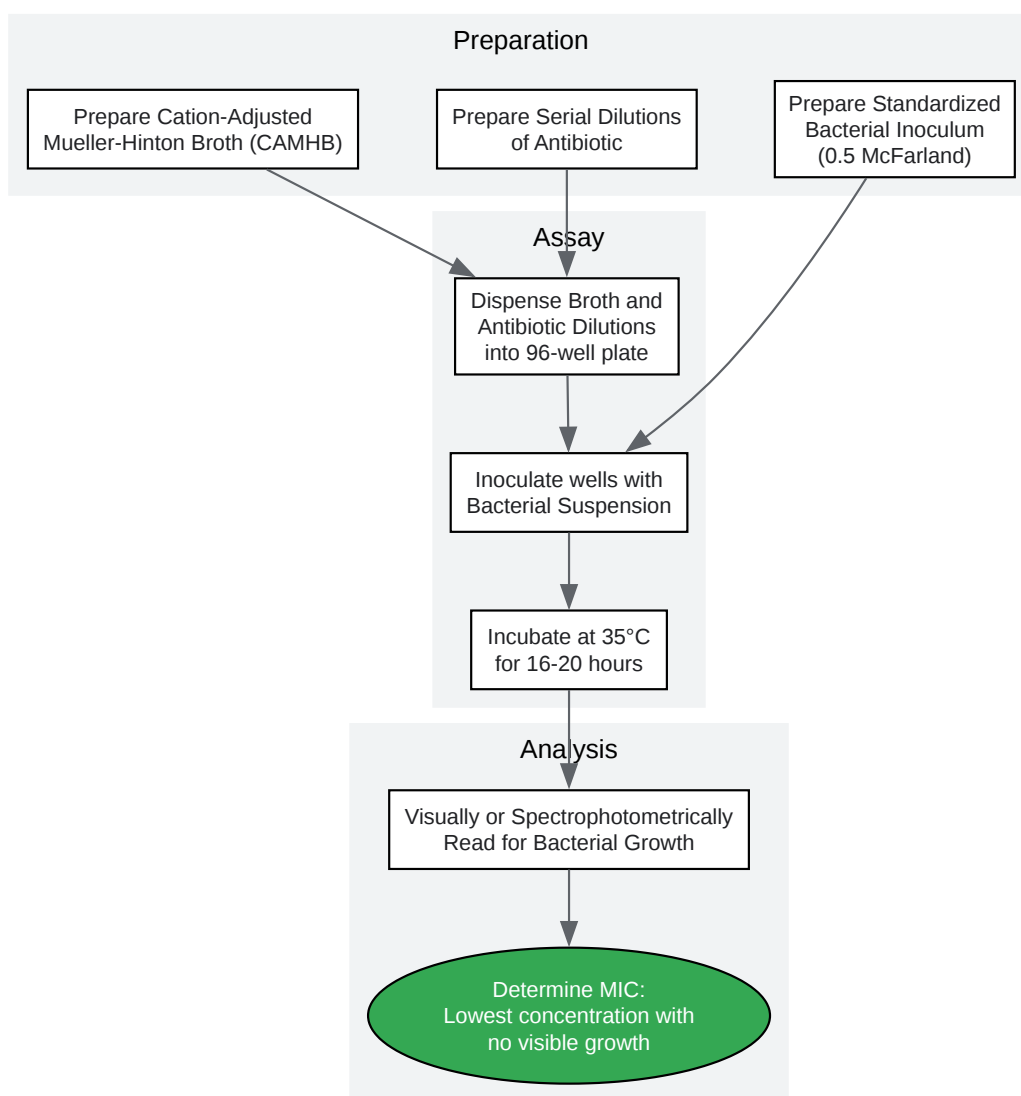 Preparation
Prepare Cation-Adjusted
Mueller-Hinton Broth (CAMHB)
Prepare Serial Dilutions
of Antibiotic
Prepare Standardized
Bacterial Inoculum
(0.5 McFarland)
Assay
Dispense Broth and
Antibiotic Dilutions
into 96-well plate
Inoculate wells with
Bacterial Suspension
Incubate at 35°C
for 16-20 hours
Analysis
Visually or Spectrophotometrically
Read for Bacterial Growth
Determine MIC:
Lowest concentration with
no visible growth